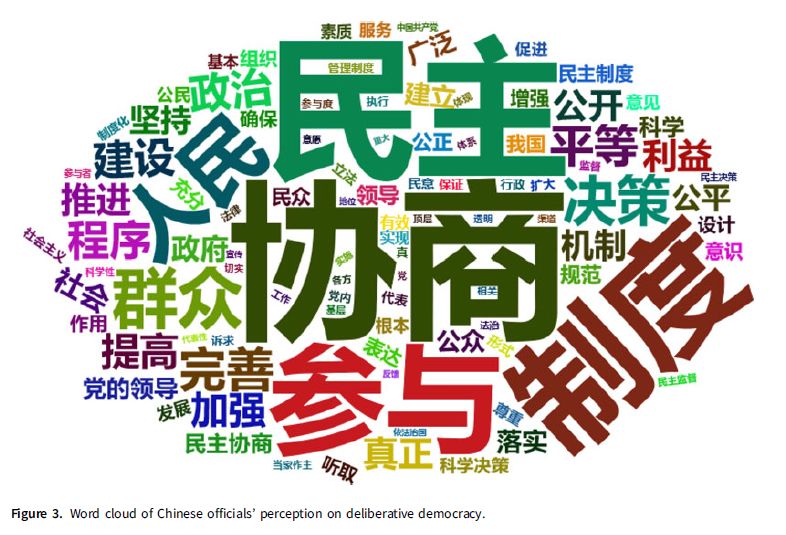 素质
服务
中国共产党
广泛
促进
基本
组织
管理制度
民主
民主制度
公民
政治
参与度
执行
建立
体现
增强
公开
意见
制度化
坚持
确保
意愿
重大
公正
体系
我国
平等
科学
监督
利益
建设
人民
立法
参与者
充分
民众
地位
领导
民意
保证
行政
扩大
决策
公平
民主决策
推进
法律
协商
有效
顶层
透明
渠道
设计
社会主义
程序
政府
宣传
实现
真
机制
意识
科学性
切实
实施
党
规范
社会
群众
工作
各方
党内
基层
代表
相关
制度
作用
代表性
诉求
根本
法治
提高
完善
参与
表达
公众
形式
反馈
民主监督
党的领导
发展
加强
尊重
民主协商
依法治国
落实
当家作主
听取
真正
科学决策
Figure 3. Word cloud of Chinese officials’ perception on deliberative democracy.